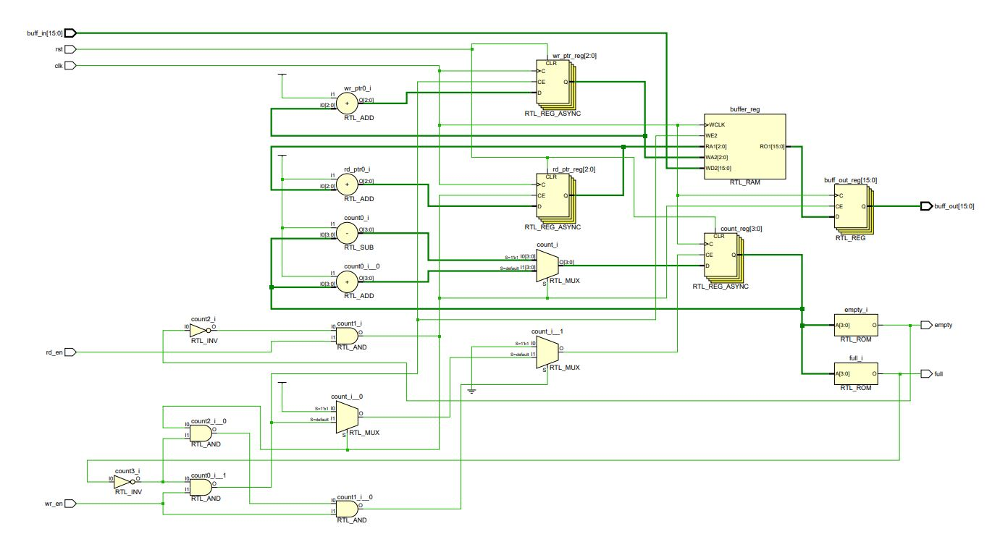 buff_in[15:0]
rst
clk
wr_ptr_reg[2:0]
CLR
C
CE
D
Q
RTL_REG_ASYNC
wr_ptr0_i
I1
I0[2:0]
+
O[2:0]
RTL_ADD
buffer_reg
WCLK
WE2
RA1[2:0]
WA2[2:0]
WD2[15:0]
RO1[15:0]
RTL_RAM
rd_ptr0_i
I1
I0[2:0]
+
O[2:0]
RTL_ADD
rd_ptr_reg[2:0]
CLR
C
CE
D
Q
RTL_REG_ASYNC
buff_out_reg[15:0]
C
CE
D
Q
RTL_REG
buff_out[15:0]
count0_i
I1
I0[3:0]
-
O[3:0]
RTL_SUB
count_reg[3:0]
CLR
C
CE
D
Q
RTL_REG_ASYNC
count_i
S=1'b1 I0[3:0]
S=default I1[3:0]
O[3:0]
S
RTL_MUX
count0_i__0
I1
I0[3:0]
+
O[3:0]
RTL_ADD
empty_i
A[3:0]
O
RTL_ROM
empty
count2_i
I0
O
RTL_INV
count1_i
I0
I1
O
RTL_AND
rd_en
count_i__1
S=1'b1 I0
S=default I1
O
S
RTL_MUX
full_i
A[3:0]
O
RTL_ROM
full
count_i__0
S=1'b1 I0
S=default I1
O
S
RTL_MUX
count2_i__0
I0
I1
O
RTL_AND
count3_i
I0
O
RTL_INV
count0_i__1
I0
I1
O
RTL_AND
wr_en
count1_i__0
I0
I1
O
RTL_AND